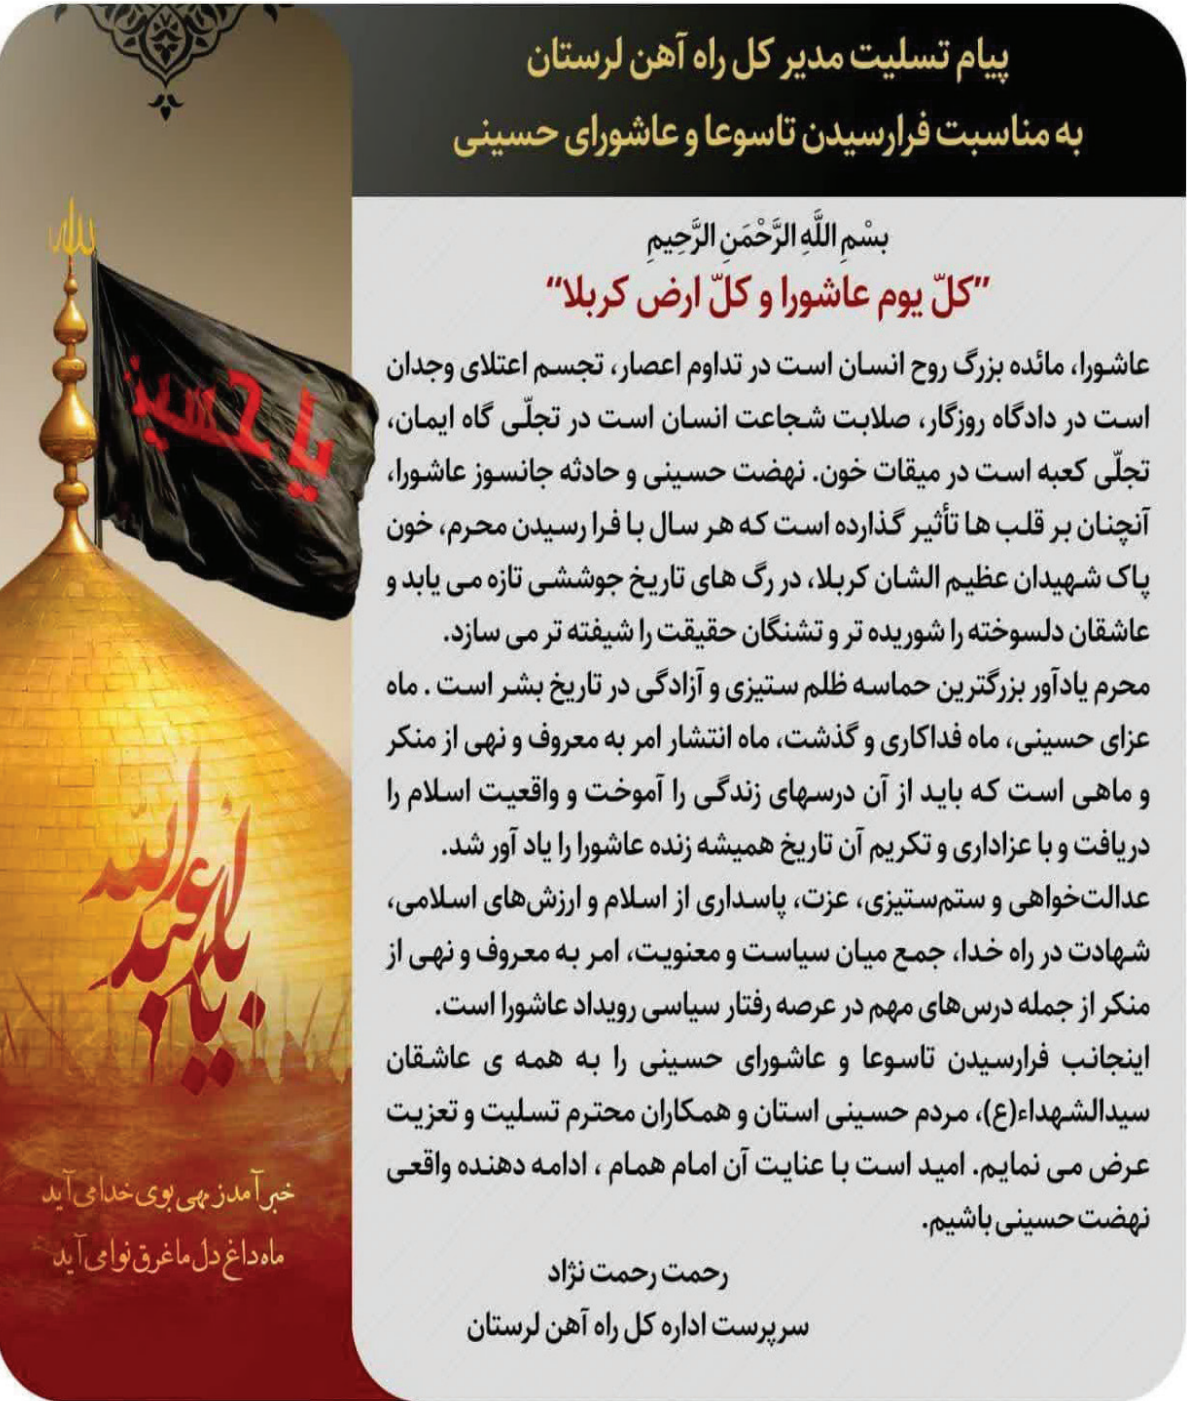 پیام تسلیت مدیر کل راه آهن لرستان
به مناسبت فرارسیدن تاسوعا و عاشورای حسینی
بسْمِ اللَّهِ الرَّحْمَنِ الرَّحِيمِ
”کلّ یوم عاشورا و کلّ ارض کربلا“
عاشورا، مائده بزرگ روح انسان است در تداوم اعصار، تجسم اعتلای وجدان
است در دادگاه روزگار، صلابت شجاعت انسان است در تجلّی گاه ایمان،
تجلّی کعبه است در میقات خون. نهضت حسینی و حادثه جانسوز عاشورا،
آنچنان بر قلب ها تأثیر گذارده است که هر سال با فرا رسیدن محرم، خون
پاک شهیدان عظیم الشان کربلا، در رگ های تاریخ جوششی تازه می یابد و
عاشقان دلسوخته را شوریده تر و تشنگان حقیقت را شیفته تر می سازد.
محرم یادآور بزرگترین حماسه ظلم ستیزی و آزادگی در تاریخ بشر است . ماه
عزای حسینی، ماه فداکاری و گذشت، ماه انتشار امر به معروف و نهی از منکر
و ماهی است که باید از آن درسهای زندگی را آموخت و واقعیت اسلام را
دریافت و با عزاداری و تکریم آن تاریخ همیشه زنده عاشورا را یاد آور شد.
عدالت‌خواهی و ستم‌ستیزی، عزت، پاسداری از اسلام و ارزش‌های اسلامی،
شهادت در راه خدا، جمع میان سیاست و معنویت، امر به معروف و نهی از
منکر از جمله درس‌های مهم در عرصه رفتار سیاسی رویداد عاشورا است.
اینجانب فرارسیدن تاسوعا و عاشورای حسینی را به همه ی عاشقان
سیدالشهداء(ع)، مردم حسینی استان و همکاران محترم تسلیت و تعزیت
عرض می نمایم. امید است با عنایت آن امام همام ، ادامه دهنده واقعی
نهضت حسینی باشیم.
رحمت رحمت نژاد
سرپرست اداره کل راه آهن لرستان
لله
یا حسین
یا اباعبدالله
خبر آمد ز مهی بوی خدا می آید
ماه داغ دل ما غرق نوا می آید